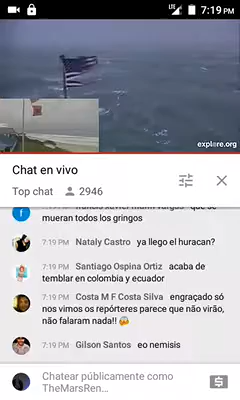 7:19 PM
explore.org
Chat en vivo
Top chat 2946
que se
mueran todos los gringos
7:19 PM Nataly Castro ya llego el huracan?
7:19 PM Santiago Ospina Ortiz acaba de
temblar en colombia y ecuador
7:19 PM Costa M F Costa Silva engraçado só
nos vimos os repórteres parece que não virão,
não falaram nada!! 😱
7:19 PM Gilson Santos eo nemisis
Chatear públicamente como
TheMarsRen...